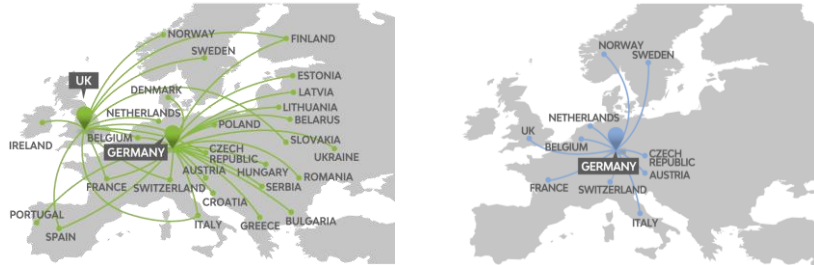 NORWAY
FINLAND
SWEDEN
UK
ESTONIA
DENMARK
LATVIA
LITHUANIA
NETHERLANDS
BELARUS
POLAND
IRELAND
BELGIUM
GERMANY
SLOVAKIA
CZECH
REPUBLIC
UKRAINE
AUSTRIA
HUNGARY
FRANCE
SWITZERLAND
SERBIA
ROMANIA
CROATIA
PORTUGAL
SPAIN
ITALY
GREECE
BULGARIA
NORWAY
SWEDEN
NETHERLANDS
UK
BELGIUM
CZECH
REPUBLIC
GERMANY
AUSTRIA
FRANCE
SWITZERLAND
ITALY